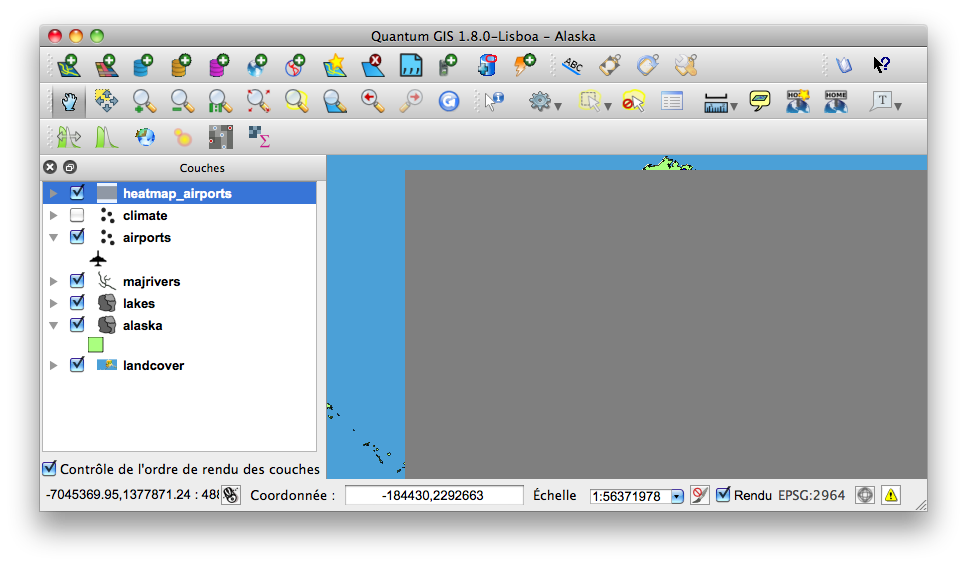 Quantum GIS 1.8.0-Lisboa - Alaska
ABC
T
Couches
heatmap_airports
climate
airports
majrivers
lakes
alaska
landcover
Contrôle de l'ordre de rendu des couches
-7045369.95,1377871.24 : 48 Coordonnée : -184430,2292663 Échelle 1:56371978 Rendu EPSG:2964